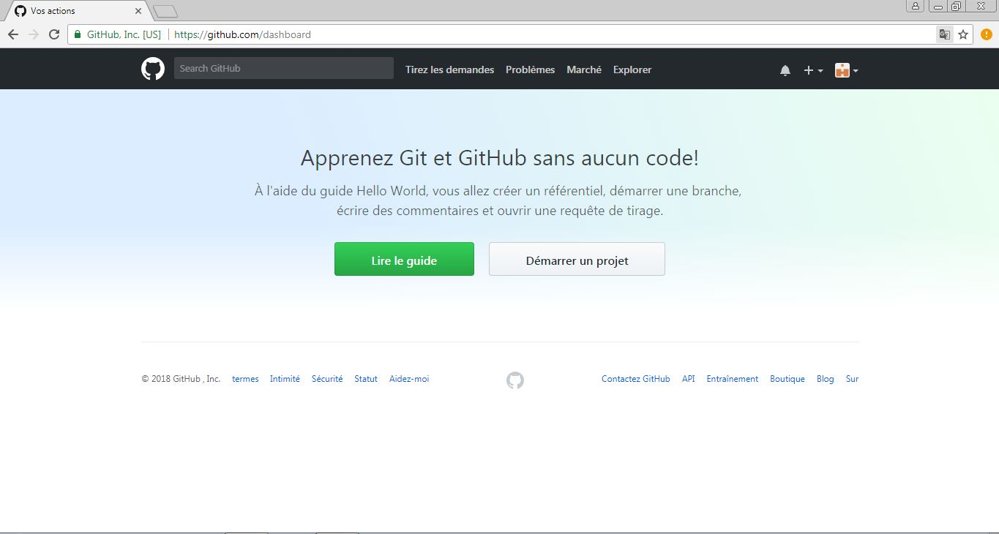 Vos actions
GitHub, Inc. [US] https://github.com/dashboard
Search GitHub Tirez les demandes Problèmes Marché Explorer
Apprenez Git et GitHub sans aucun code!
À l'aide du guide Hello World, vous allez créer un référentiel, démarrer une branche,
écrire des commentaires et ouvrir une requête de tirage.
Lire le guide Démarrer un projet
© 2018 GitHub , Inc. termes Intimité Sécurité Statut Aidez-moi Contactez GitHub API Entraînement Boutique Blog Sur